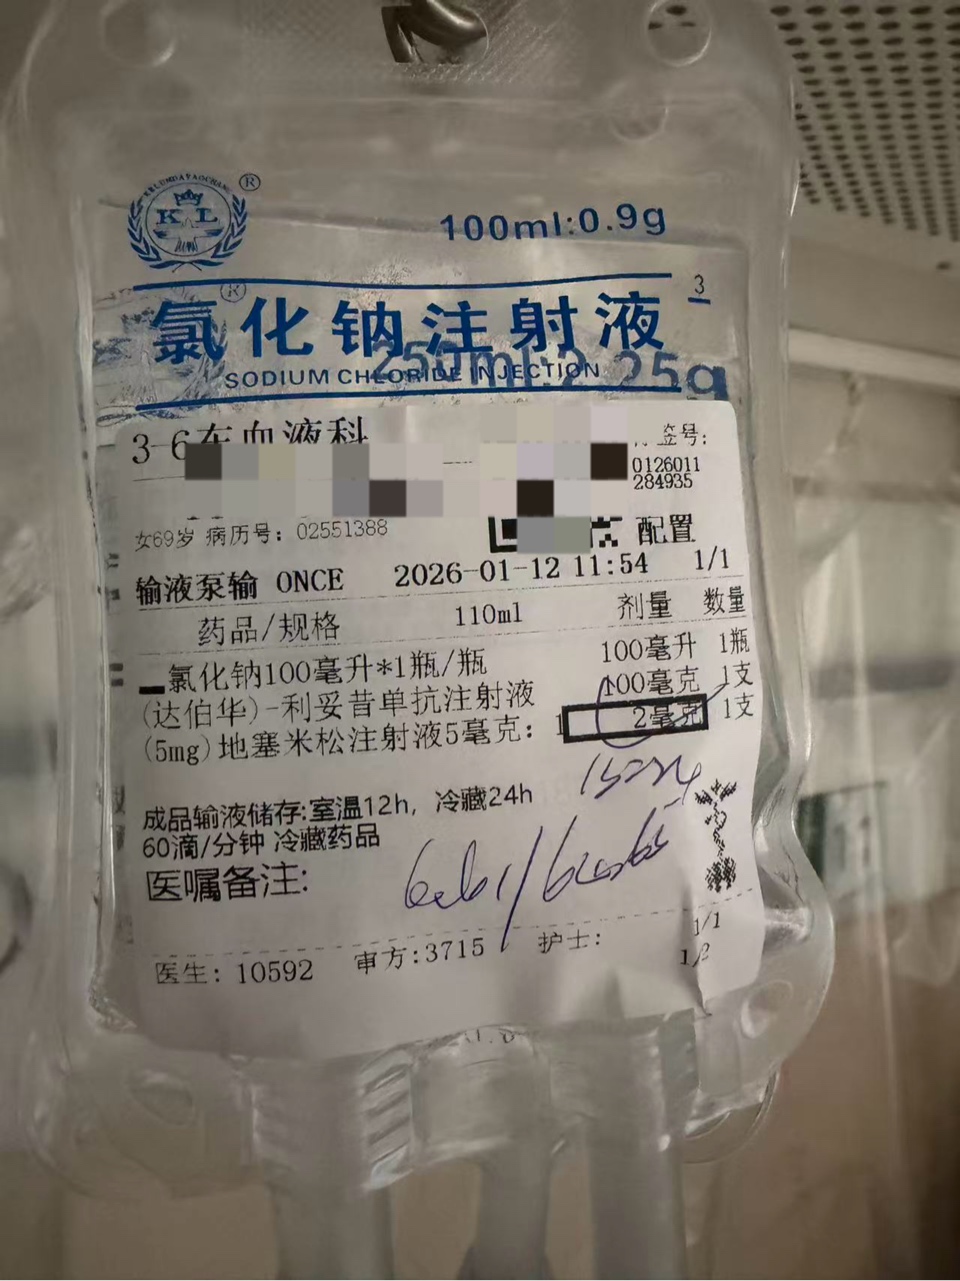 KELUNDAYAOCHANG
KL ®
100ml:0.9g
®
3
氯化钠注射液
250ml:2.25g
SODIUM CHLORIDE INJECTION
3-6东血液科
签号:
0126011
284935
女69岁 病历号: 02551388
配置
输液泵输 ONCE 2026-01-12 11:54 1/1
药品/规格 110ml 剂量 数量
氯化钠100毫升*1瓶/瓶 100毫升 1瓶
(达伯华)-利妥昔单抗注射液 100毫克 1支
(5mg)地塞米松注射液5毫克: 1 2毫克 1支
成品输液储存:室温12h, 冷藏24h
60滴/分钟 冷藏药品
医嘱备注:
医生: 10592 审方:3715 护士:
1/1
1/2